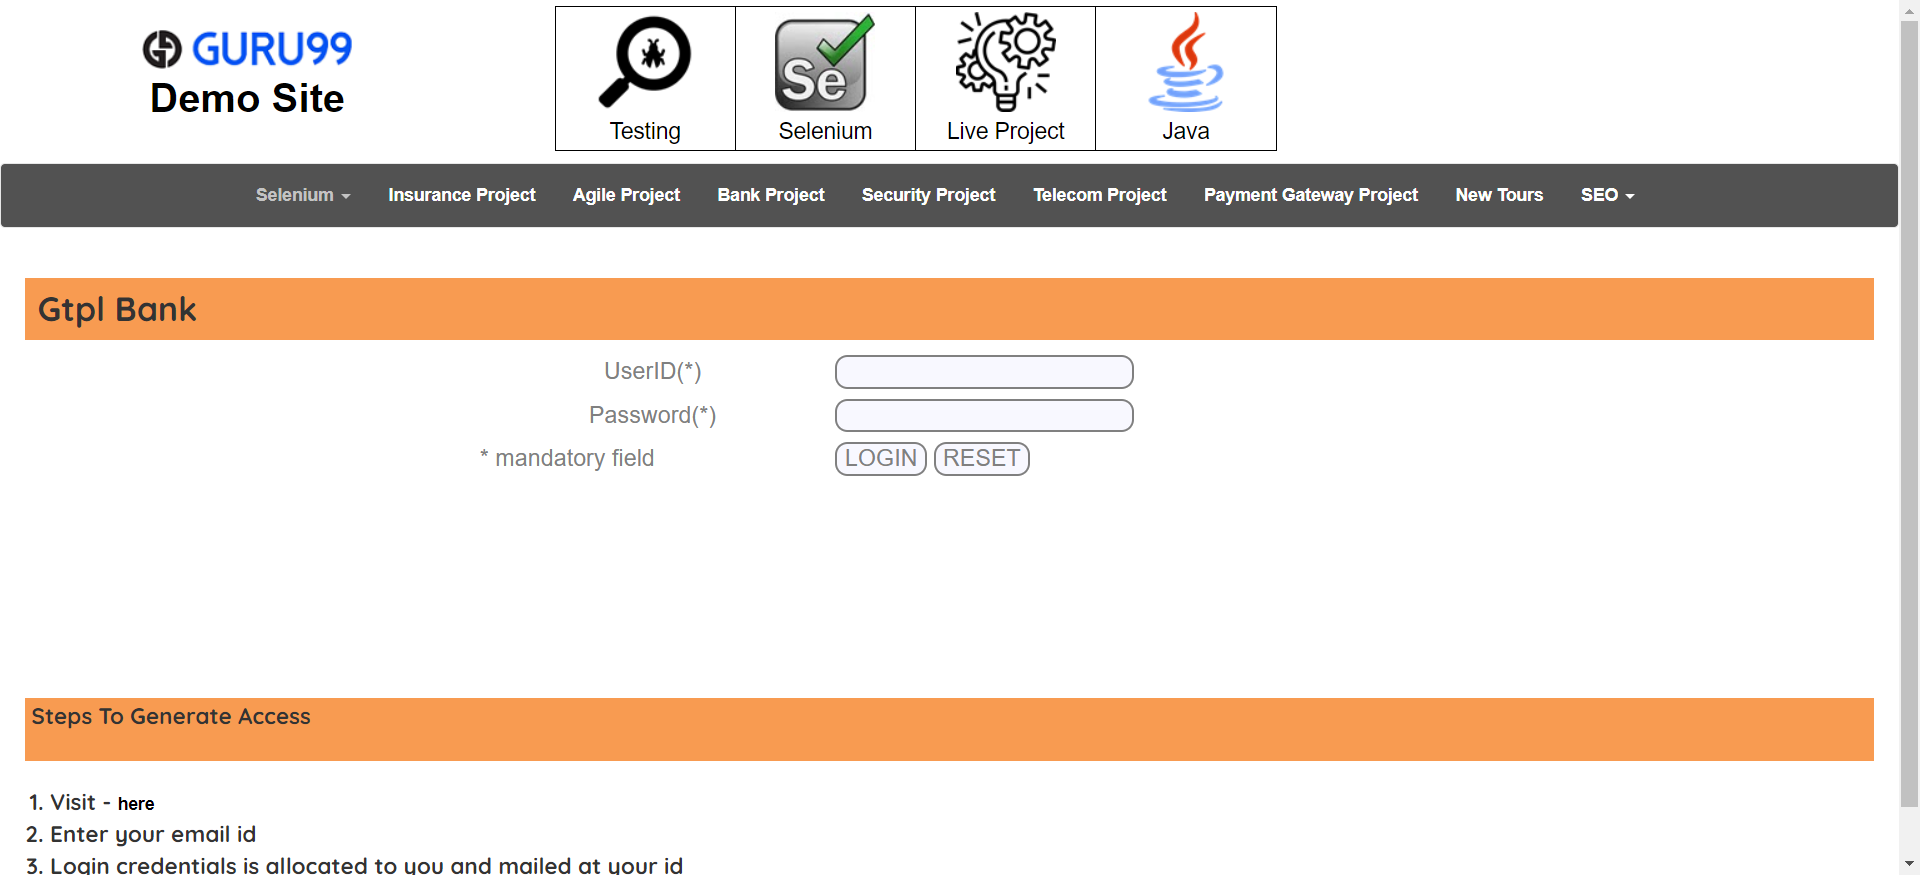 GURU99
Demo Site
Testing
Se
Selenium
Live Project
Java
Selenium Insurance Project Agile Project Bank Project Security Project Telecom Project Payment Gateway Project New Tours SEO
Gtpl Bank
UserID(*)
Password(*)
* mandatory field LOGIN RESET
Steps To Generate Access
1. Visit - here
2. Enter your email id
3. Login credentials is allocated to you and mailed at your id